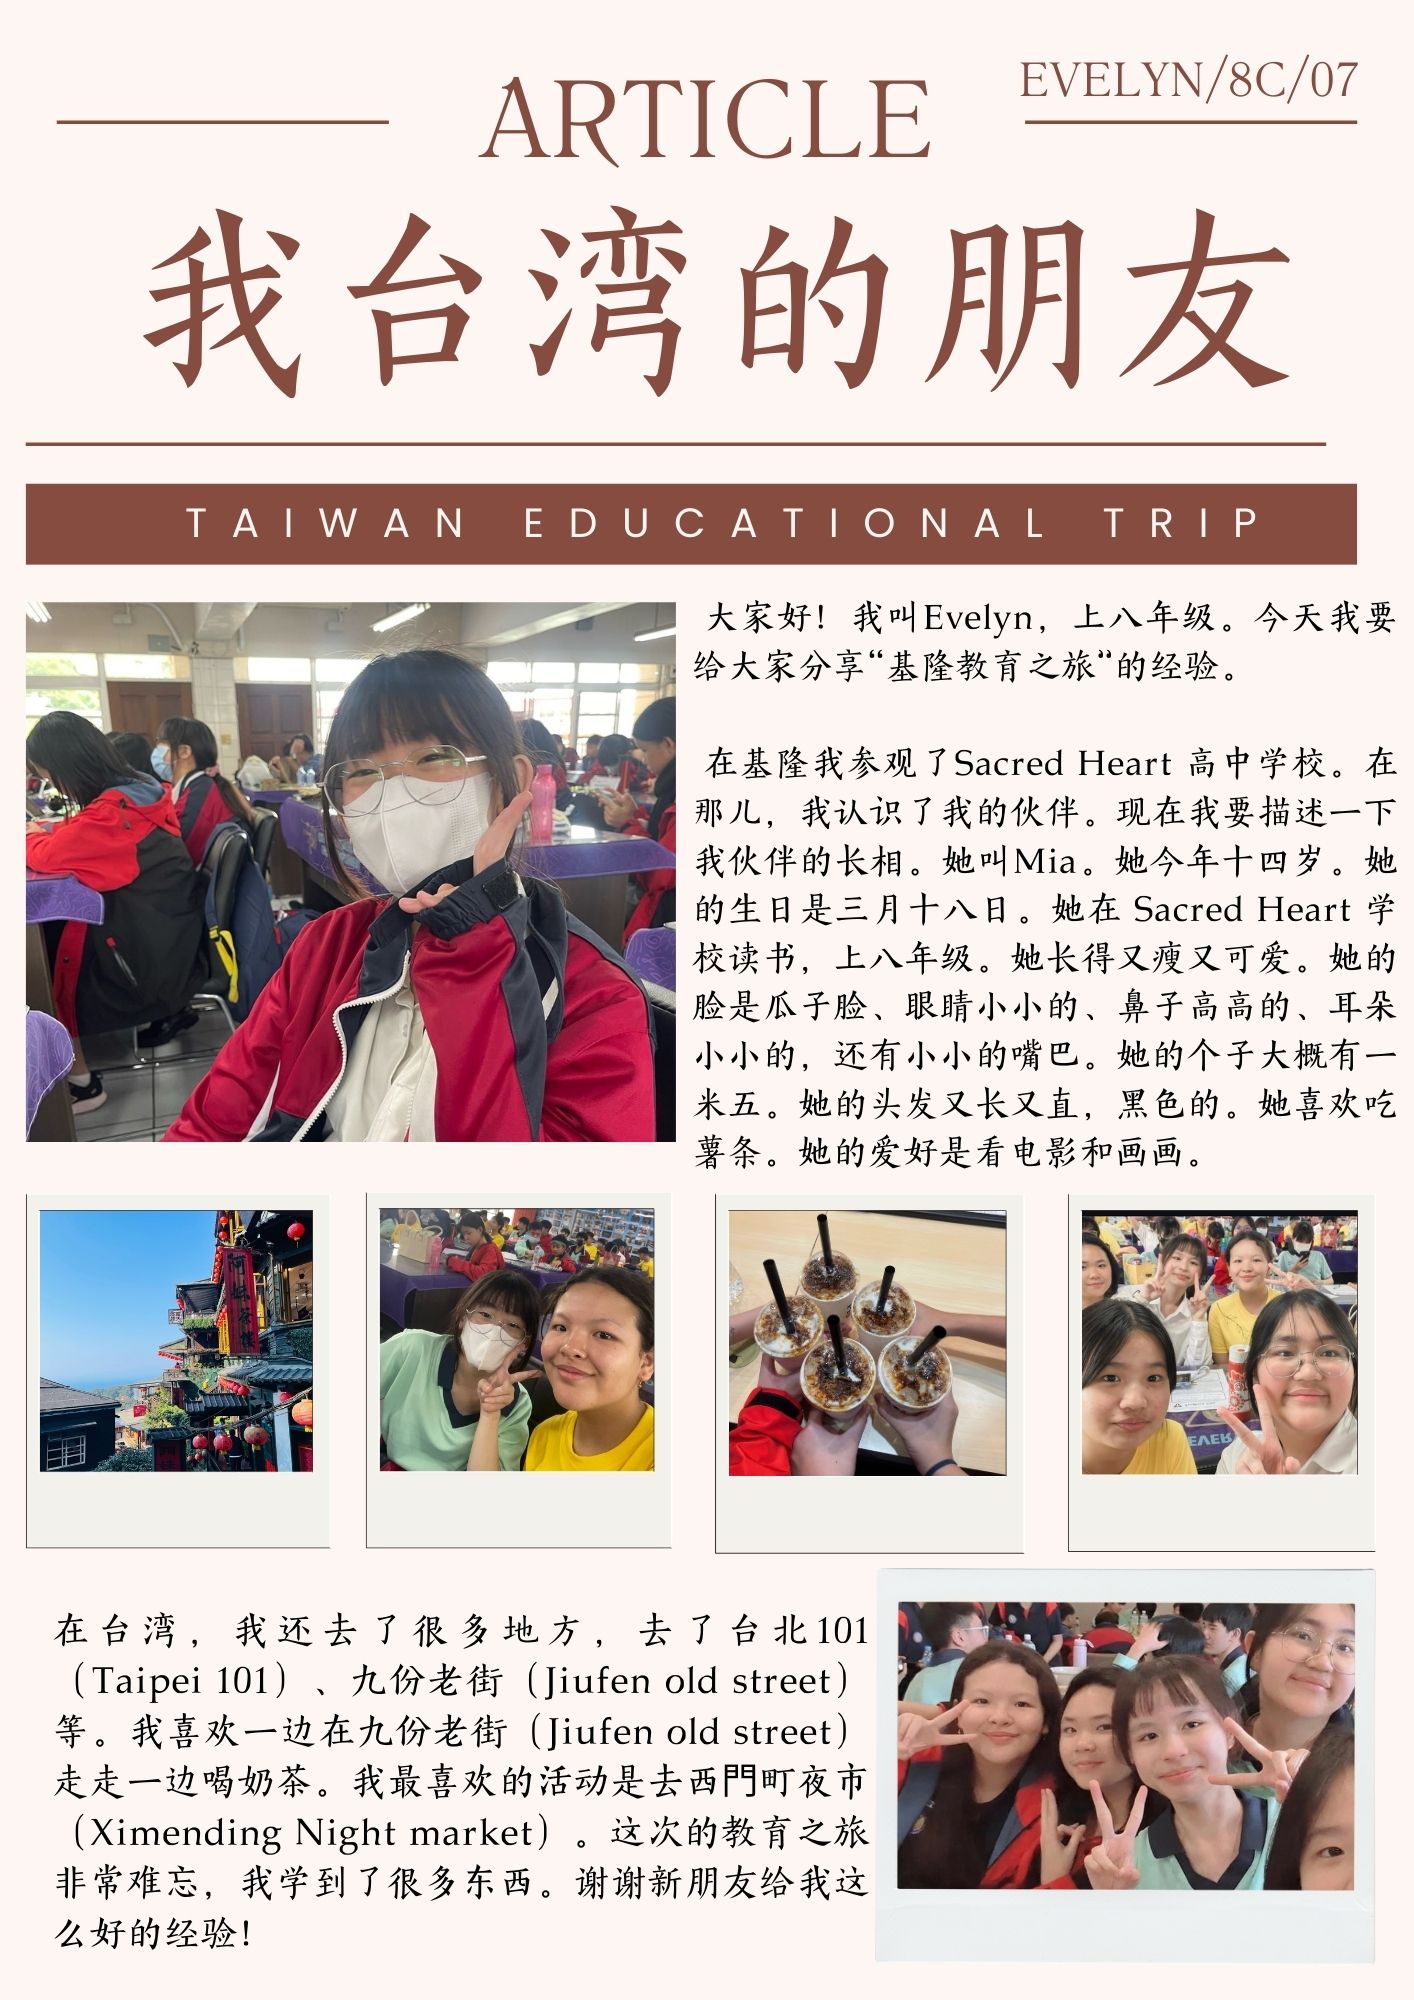 EVELYN/8C/07
ARTICLE
我台湾的朋友
TAIWAN EDUCATIONAL TRIP
大家好！我叫Evelyn，上八年级。今天我要
给大家分享“基隆教育之旅”的经验。
在基隆我参观了Sacred Heart 高中学校。在
那儿，我认识了我的伙伴。现在我要描述一下
我伙伴的长相。她叫Mia。她今年十四岁。她
的生日是三月十八日。她在 Sacred Heart 学
校读书，上八年级。她长得又瘦又可爱。她的
脸是瓜子脸、眼睛小小的、鼻子高高的、耳朵
小小的，还有小小的嘴巴。她的个子大概有一
米五。她的头发又长又直，黑色的。她喜欢吃
薯条。她的爱好是看电影和画画。
阿妹茶樓
在台湾，我还去了很多地方，去了台北101
（Taipei 101）、九份老街（Jiufen old street）
等。我喜欢一边在九份老街（Jiufen old street）
走走一边喝奶茶。我最喜欢的活动是去西門町夜市
（Ximending Night market）。这次的教育之旅
非常难忘，我学到了很多东西。谢谢新朋友给我这
么好的经验！